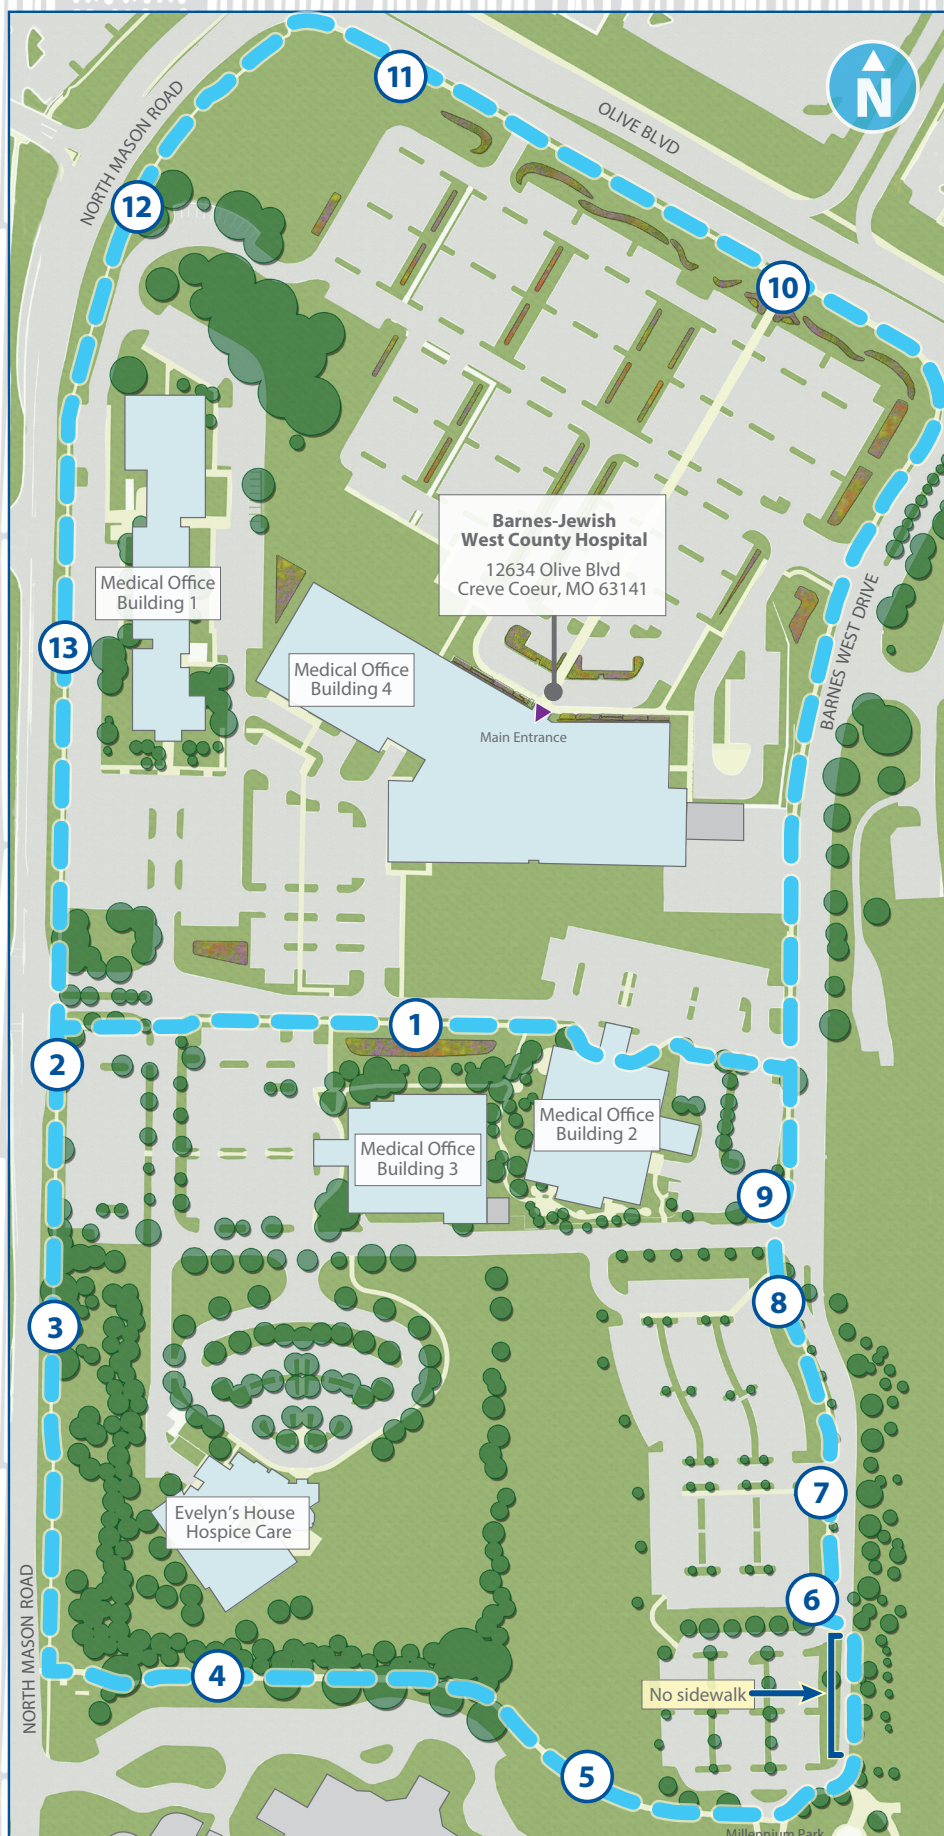 11
N
OLIVE BLVD
NORTH MASON ROAD
12
10
Barnes-Jewish
West County Hospital
12634 Olive Blvd
Creve Coeur, MO 63141
Medical Office
Building 1
13
BARNES WEST DRIVE
Medical Office
Building 4
Main Entrance
1
2
Medical Office
Building 2
Medical Office
Building 3
9
8
3
7
Evelyn's House
Hospice Care
6
NORTH MASON ROAD
4
No sidewalk
5
Millennium Park